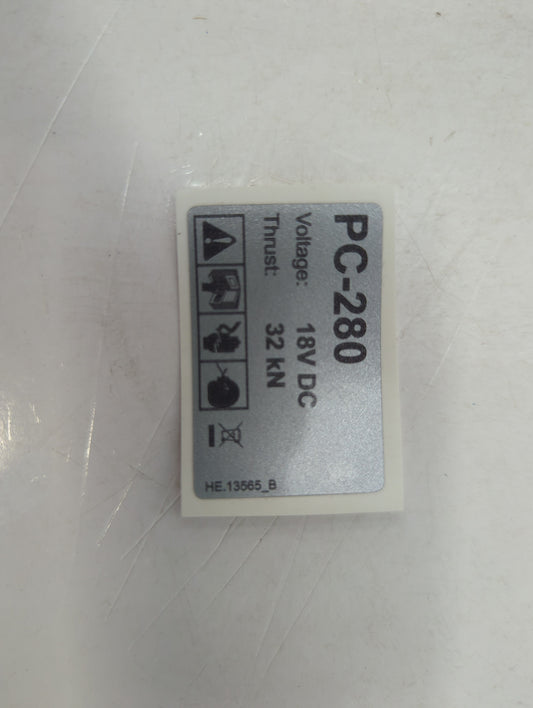 PC-280
Voltage: 18V DC
Thrust: 32 kN
HE.13565_B